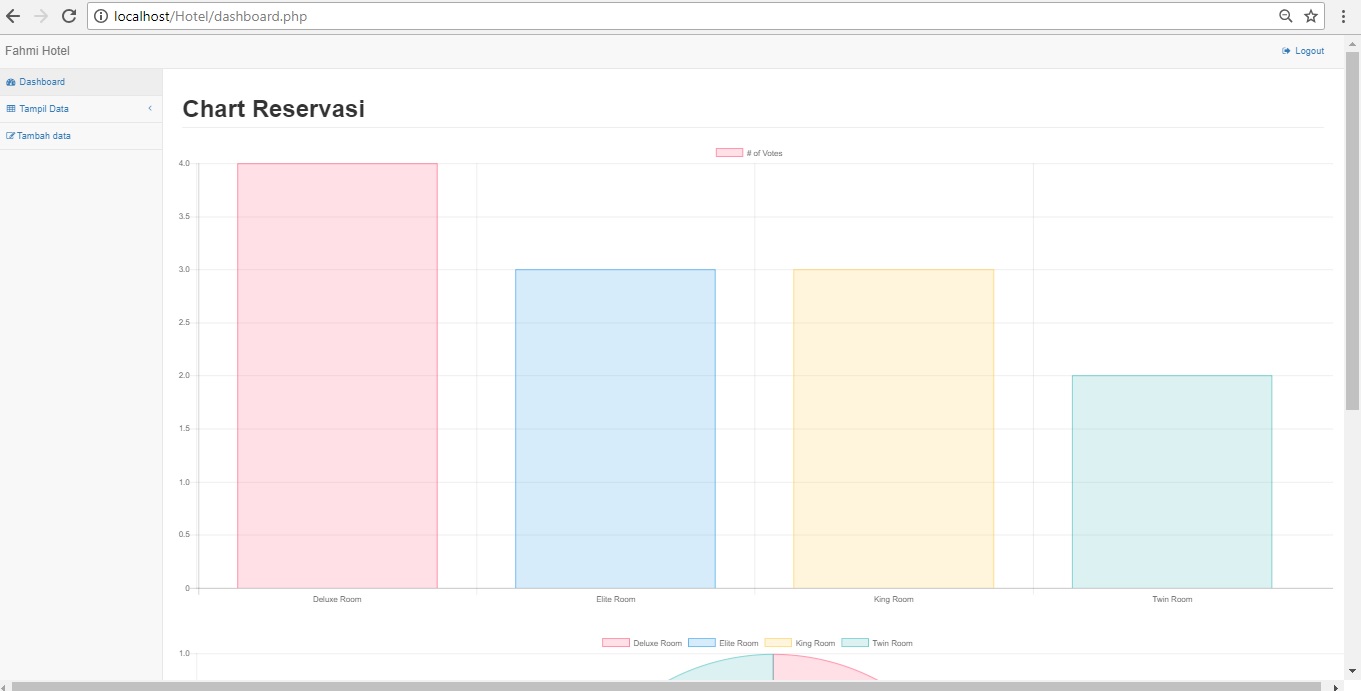 localhost/Hotel/dashboard.php
Fahmi Hotel
Logout
Dashboard
Tampil Data
Tambah data
Chart Reservasi
# of Votes
4.0
3.5
3.0
2.5
2.0
1.5
1.0
0.5
0
Deluxe Room Elite Room King Room Twin Room
Deluxe Room Elite Room King Room Twin Room
1.0